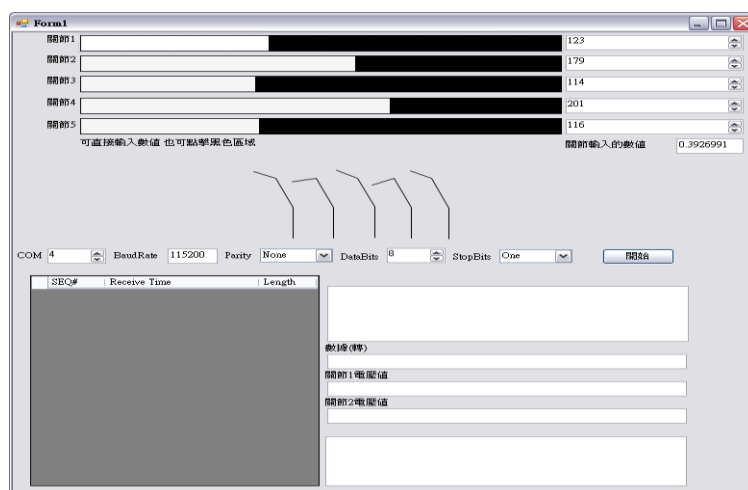 Form1
關節1 123
關節2 179
關節3 114
關節4 201
關節5 116
可直接輸入數值 也可點擊黑色區域 關節輸入的數值 0.3926991
COM 4 BaudRate 115200 Parity None DataBits 8 StopBits One 開始
SEQ# Receive Time Length
數據(轉)
關節1電壓值
關節2電壓值